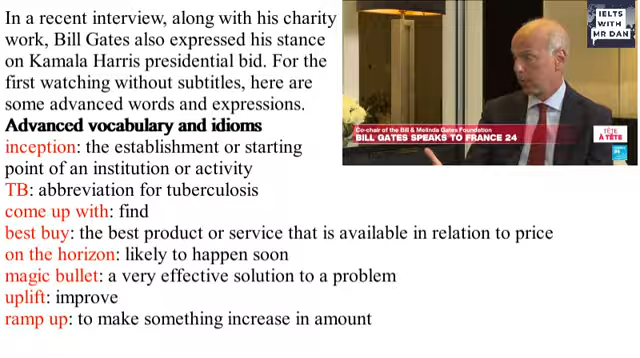 In a recent interview, along with his charity
work, Bill Gates also expressed his stance
on Kamala Harris presidential bid. For the
first watching without subtitles, here are
some advanced words and expressions.
Advanced vocabulary and idioms
inception: the establishment or starting
point of an institution or activity
TB: abbreviation for tuberculosis
come up with: find
best buy: the best product or service that is available in relation to price
on the horizon: likely to happen soon
magic bullet: a very effective solution to a problem
uplift: improve
ramp up: to make something increase in amount
IELTS
WITH
MR DAN
Co-chair of the Bill & Melinda Gates Foundation
BILL GATES SPEAKS TO FRANCE 24
TÊTE
À TÊTE